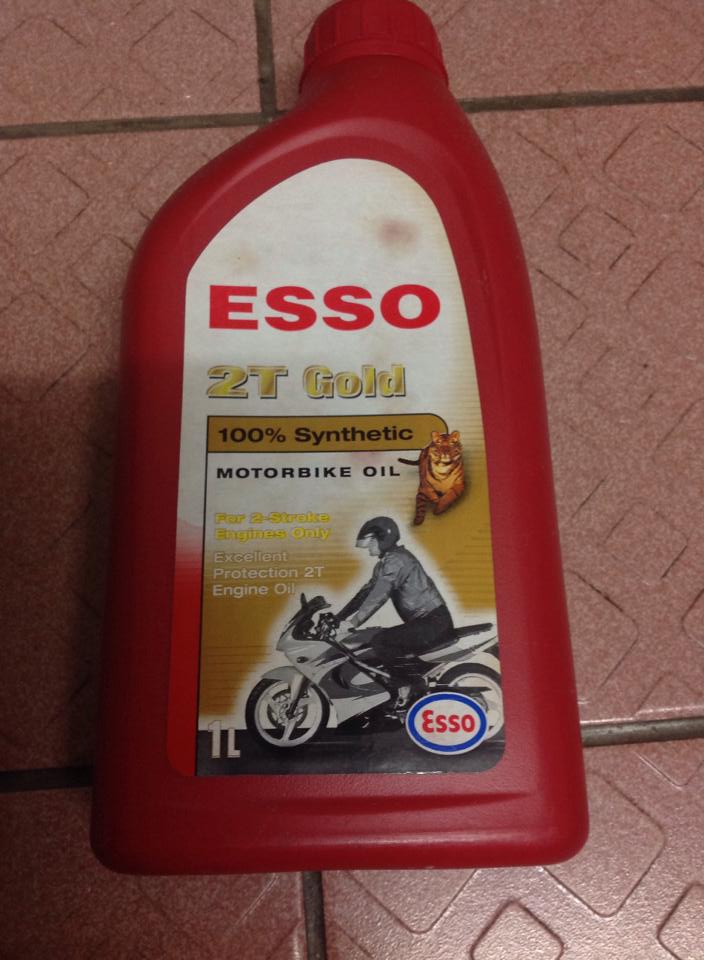 ESSO
2T Gold
100% Synthetic
MOTORBIKE OIL
For 2-Stroke
Engines Only
Excellent
Protection 2T
Engine Oil
1L
Esso